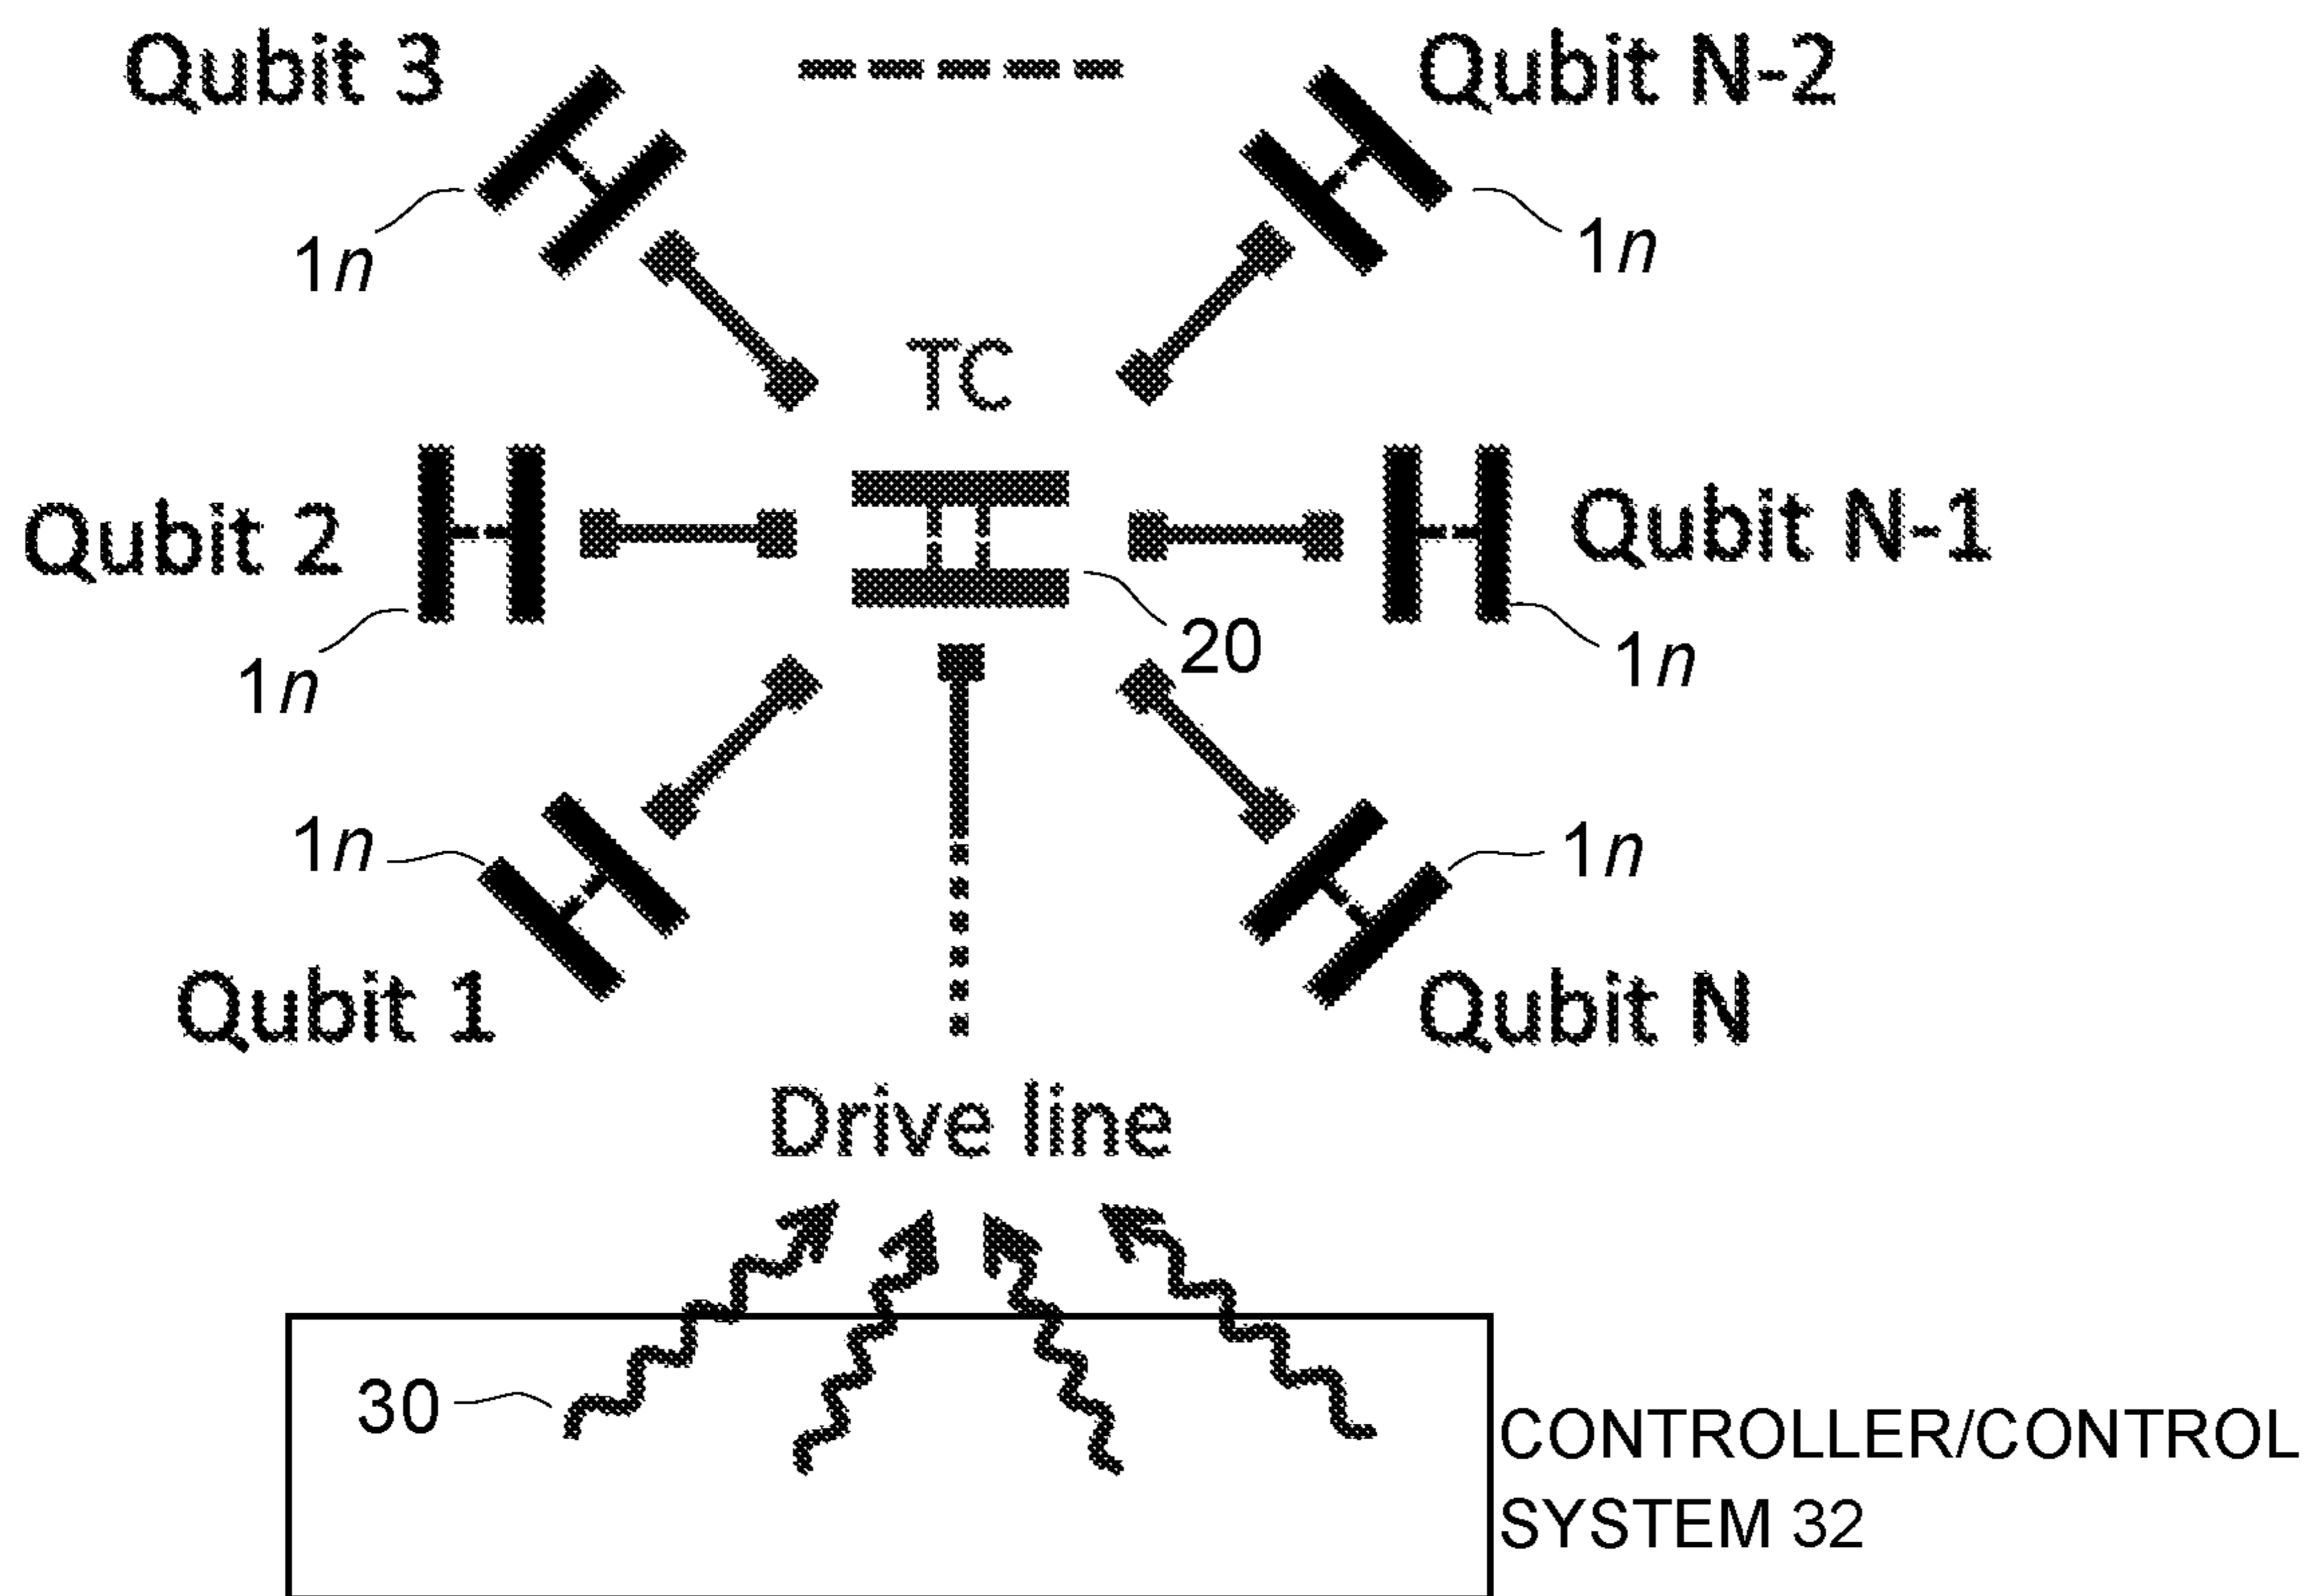 Qubit 3
Qubit N-2
1n
1n
TC
Qubit 2
Qubit N-1
20
1n
1n
1n
1n
Qubit 1
Qubit N
Drive line
30
CONTROLLER/CONTROL
SYSTEM 32